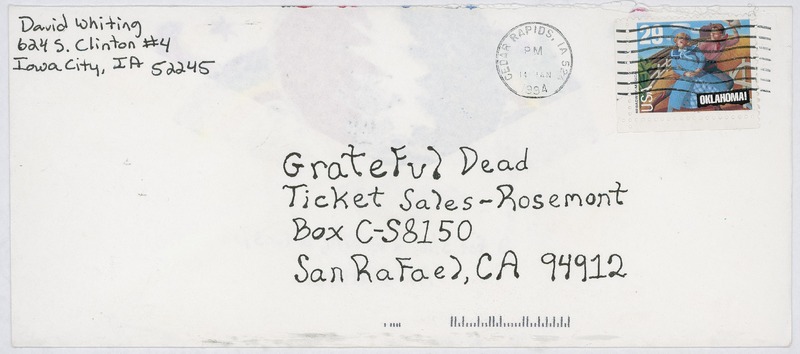 David Whiting
624 S. Clinton #4
Iowa City, IA 52245
CEDAR RAPIDS, IA
PM
14 JAN
1994
29
USA
OKLAHOMA!
Grateful Dead
Ticket Sales-Rosemont
Box C-S8150
San Rafael, CA 94912